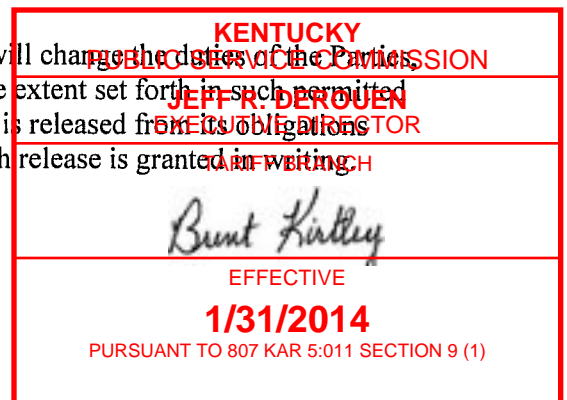 KENTUCKY
PUBLIC SERVICE COMMISSION
will change the duties of the Parties,
JEFF R. DEROUEN
extent set forth in such permitted
EXECUTIVE DIRECTOR
is released from its obligations
TARIFF BRANCH
release is granted in writing.
Brent Kirtley
EFFECTIVE
1/31/2014
PURSUANT TO 807 KAR 5:011 SECTION 9 (1)